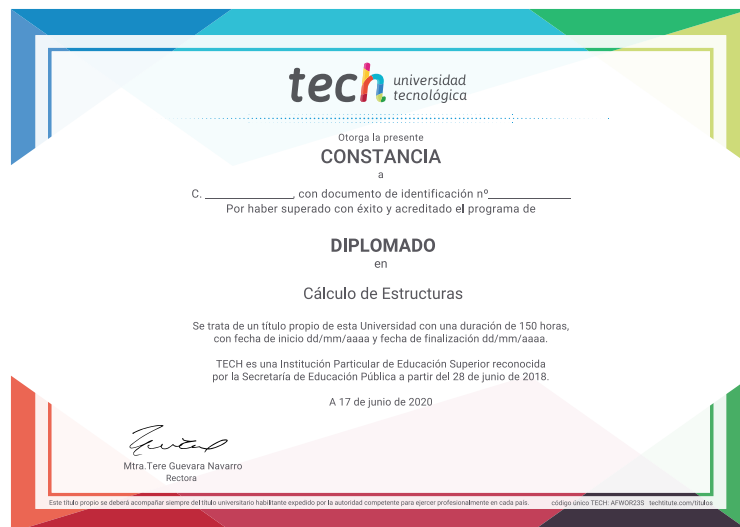 tech universidad
tecnológica
Otorga la presente
CONSTANCIA
a
C. ______________, con documento de identificación nº_____________
Por haber superado con éxito y acreditado el programa de
DIPLOMADO
en
Cálculo de Estructuras
Se trata de un título propio de esta Universidad con una duración de 150 horas,
con fecha de inicio dd/mm/aaaa y fecha de finalización dd/mm/aaaa.
TECH es una Institución Particular de Educación Superior reconocida
por la Secretaría de Educación Pública a partir del 28 de junio de 2018.
A 17 de junio de 2020
Mtra.Tere Guevara Navarro
Rectora
Este título propio se deberá acompañar siempre del título universitario habilitante expedido por la autoridad competente para ejercer profesionalmente en cada país. código único TECH: AFWOR23S techtitute.com/títulos